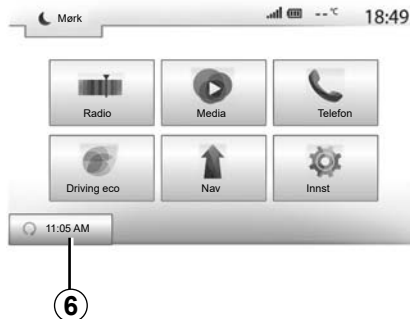 Mørk --°C 18:49
Radio Media Telefon
Driving eco Nav Innst
11:05 AM
6